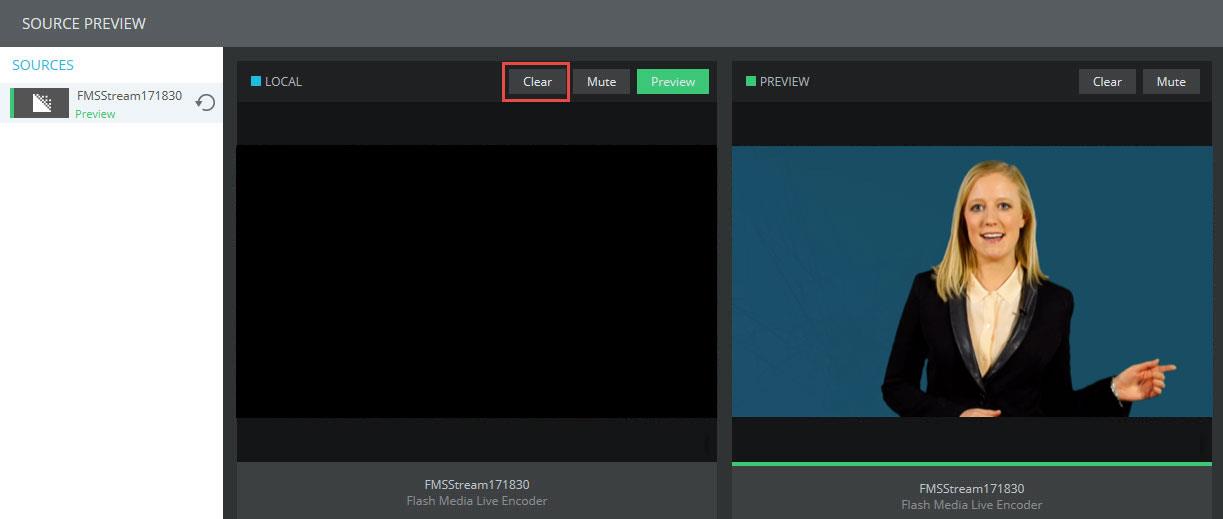 SOURCE PREVIEW
SOURCES
FMSStream171830
Preview
LOCAL
Clear
Mute
Preview
FMSStream171830
Flash Media Live Encoder
PREVIEW
Clear
Mute
FMSStream171830
Flash Media Live Encoder